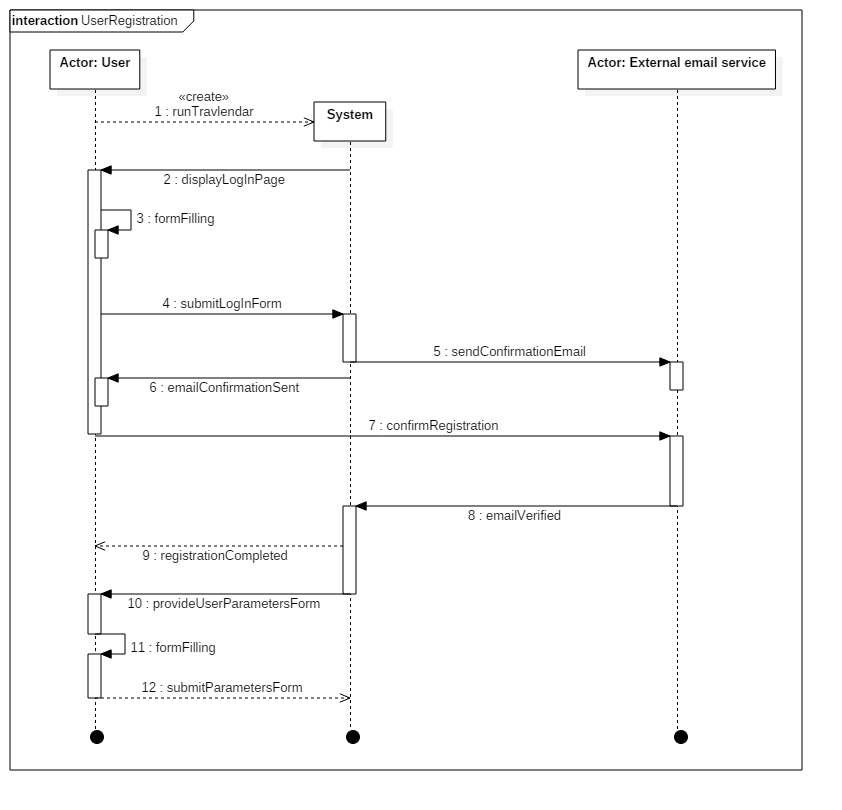 interaction UserRegistration
Actor: User
Actor: External email service
«create»
1 : runTravlendar
System
2 : displayLogInPage
3 : formFilling
4 : submitLogInForm
5 : sendConfirmationEmail
6 : emailConfirmationSent
7 : confirmRegistration
8 : emailVerified
9 : registrationCompleted
10 : provideUserParametersForm
11 : formFilling
12 : submitParametersForm